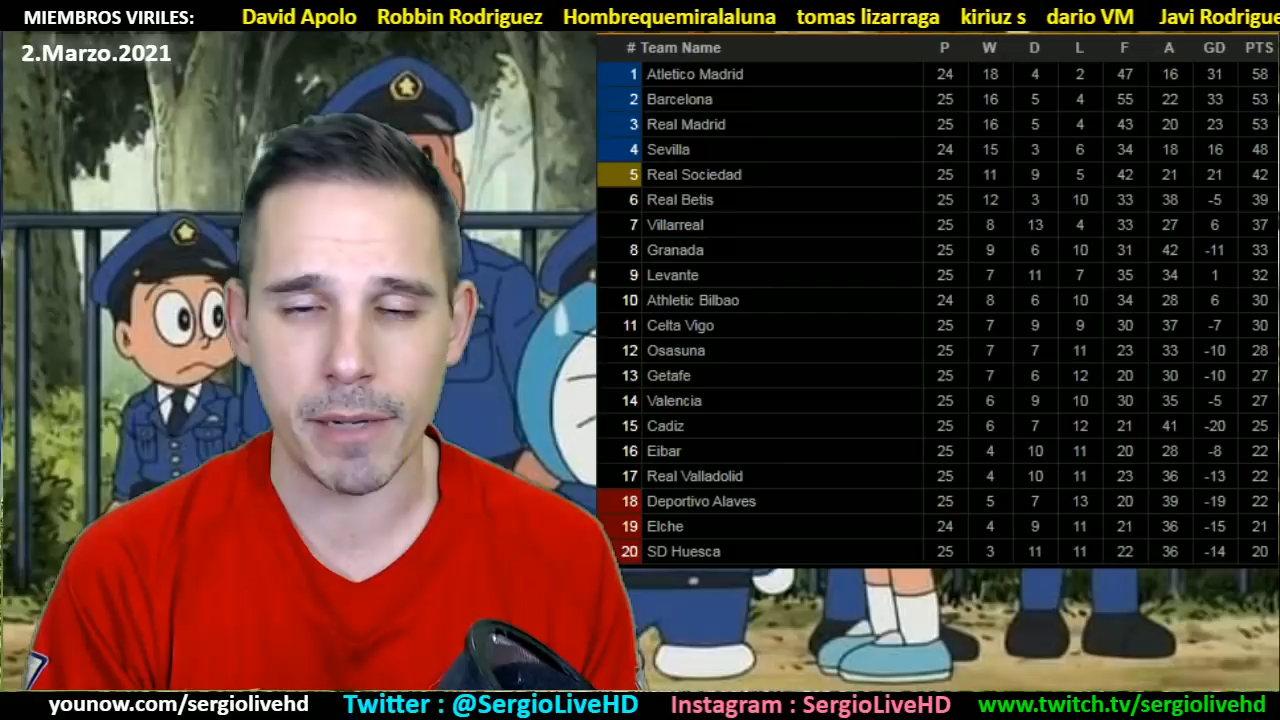 MIEMBROS VIRILES: David Apolo Robbin Rodriguez Hombrequemiralaluna tomas lizarraga kiriuz s dario VM Javi Rodrigue
2.Marzo.2021
# Team Name P W D L F A GD PTS
1 Atletico Madrid 24 18 4 2 47 16 31 58
2 Barcelona 25 16 5 4 55 22 33 53
3 Real Madrid 25 16 5 4 43 20 23 53
4 Sevilla 24 15 3 6 34 18 16 48
5 Real Sociedad 25 11 9 5 42 21 21 42
6 Real Betis 25 12 3 10 33 38 -5 39
7 Villarreal 25 8 13 4 33 27 6 37
8 Granada 25 9 6 10 31 42 -11 33
9 Levante 25 7 11 7 35 34 1 32
10 Athletic Bilbao 24 8 6 10 34 28 6 30
11 Celta Vigo 25 7 9 9 30 37 -7 30
12 Osasuna 25 7 7 11 23 33 -10 28
13 Getafe 25 7 6 12 20 30 -10 27
14 Valencia 25 6 9 10 30 35 -5 27
15 Cadiz 25 6 7 12 21 41 -20 25
16 Eibar 25 4 10 11 20 28 -8 22
17 Real Valladolid 25 4 10 11 23 36 -13 22
18 Deportivo Alaves 25 5 7 13 20 39 -19 22
19 Elche 24 4 9 11 21 36 -15 21
20 SD Huesca 25 3 11 11 22 36 -14 20
younow.com/sergiolivehd Twitter : @SergioLiveHD Instagram : SergioLiveHD www.twitch.tv/sergiolivehd